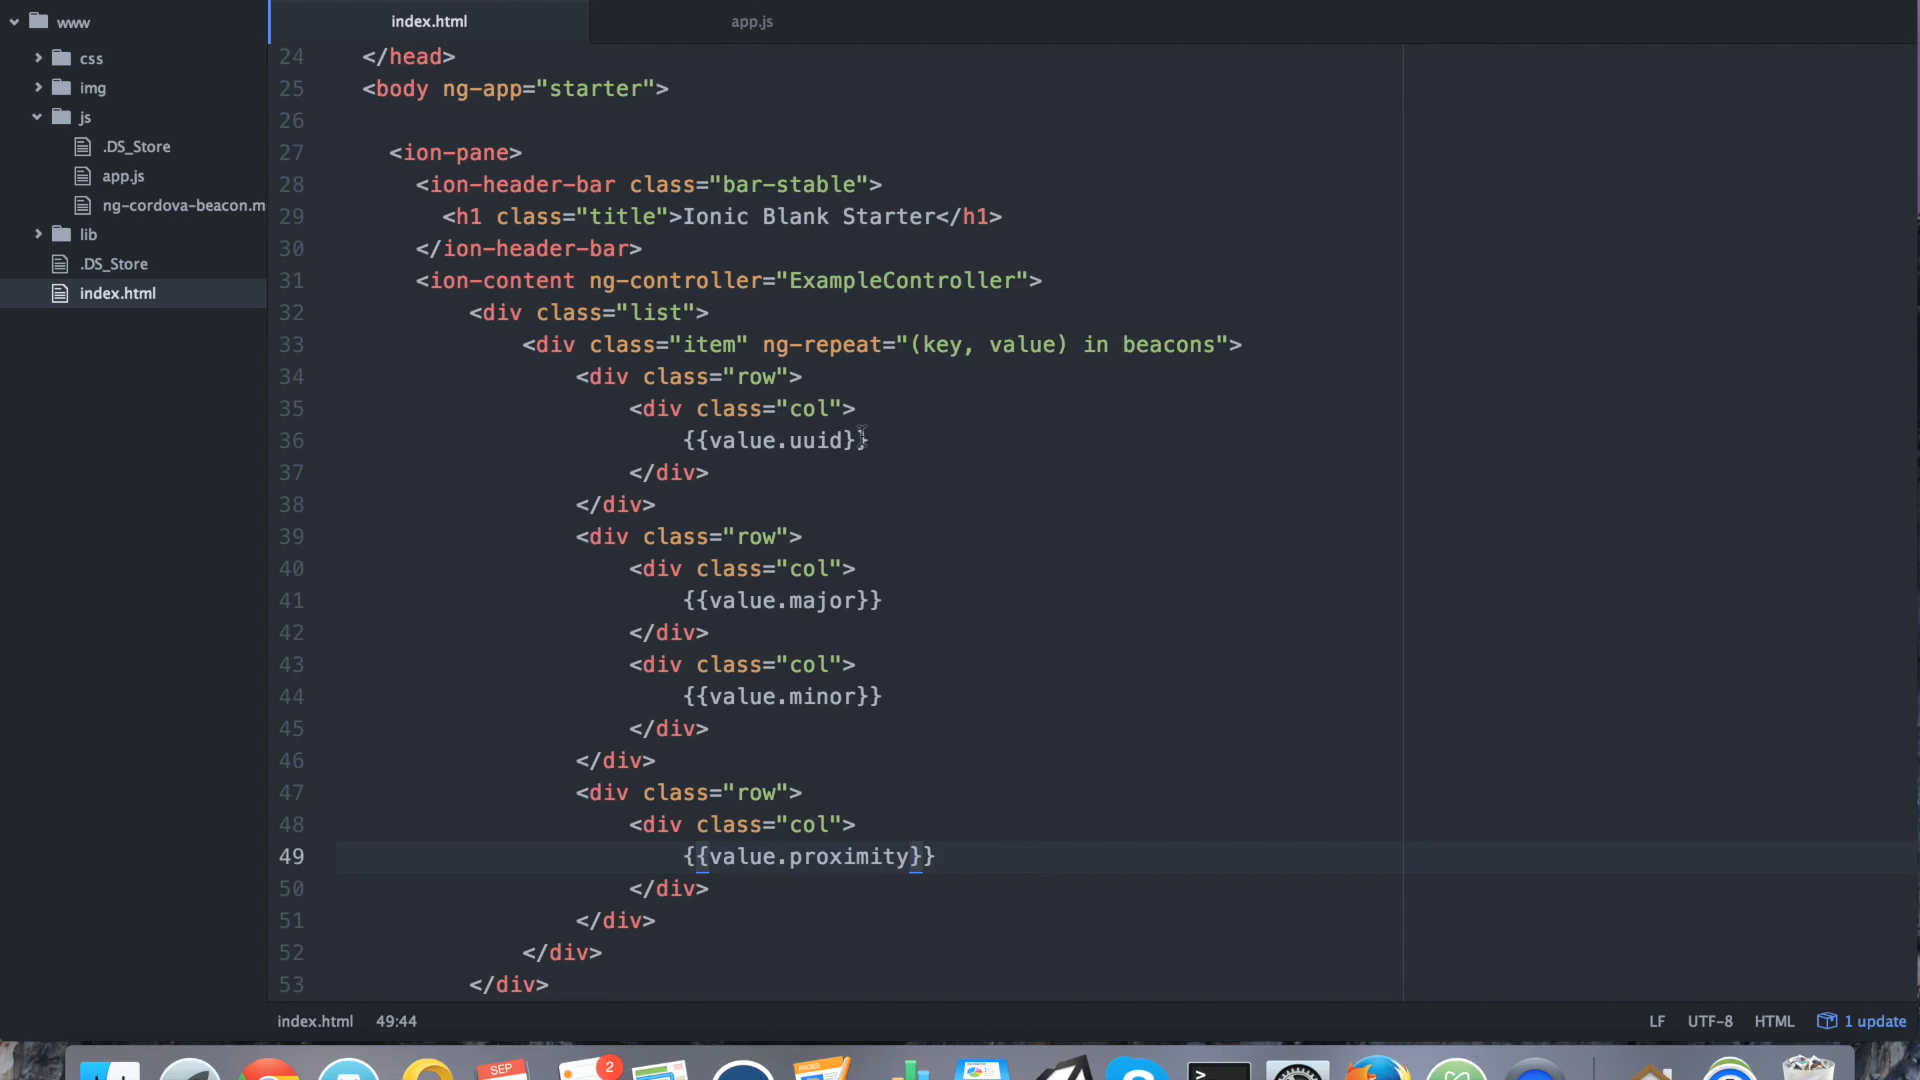 www
css
img
js
.DS_Store
app.js
ng-cordova-beacon.m
lib
.DS_Store
index.html
index.html
app.js
24 </head>
25 <body ng-app="starter">
26
27 <ion-pane>
28 <ion-header-bar class="bar-stable">
29 <h1 class="title">Ionic Blank Starter</h1>
30 </ion-header-bar>
31 <ion-content ng-controller="ExampleController">
32 <div class="list">
33 <div class="item" ng-repeat="(key, value) in beacons">
34 <div class="row">
35 <div class="col">
36 {{value.uuid}}
37 </div>
38 </div>
39 <div class="row">
40 <div class="col">
41 {{value.major}}
42 </div>
43 <div class="col">
44 {{value.minor}}
45 </div>
46 </div>
47 <div class="row">
48 <div class="col">
49 {{value.proximity}}
50 </div>
51 </div>
52 </div>
53 </div>
index.html 49:44
LF UTF-8 HTML 1 update
SEP
2
PAGES